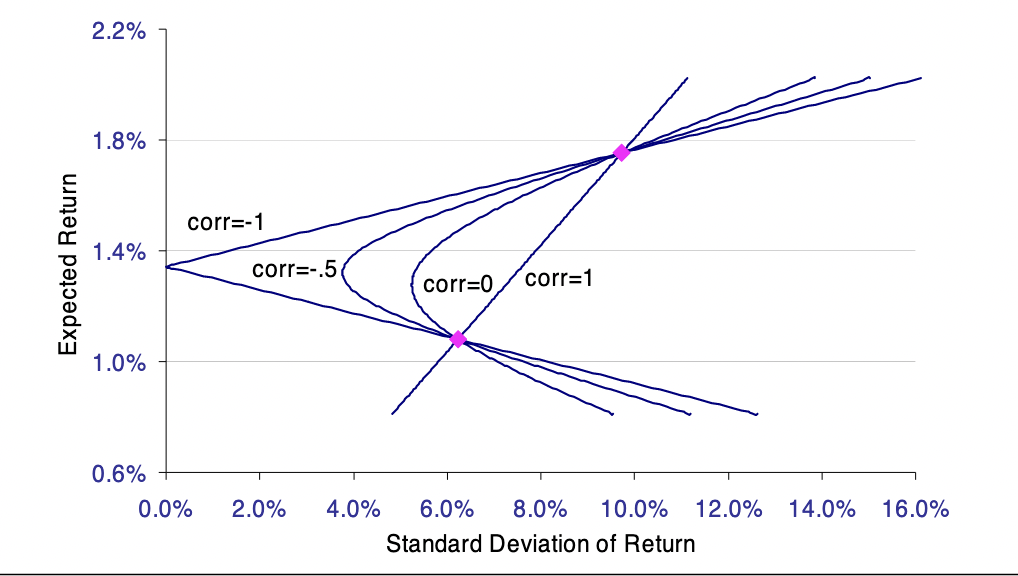 2.2%
1.8%
1.4%
1.0%
0.6%
Expected Return
corr=-1
corr=-.5
corr=0
corr=1
0.0% 2.0% 4.0% 6.0% 8.0% 10.0% 12.0% 14.0% 16.0%
Standard Deviation of Return